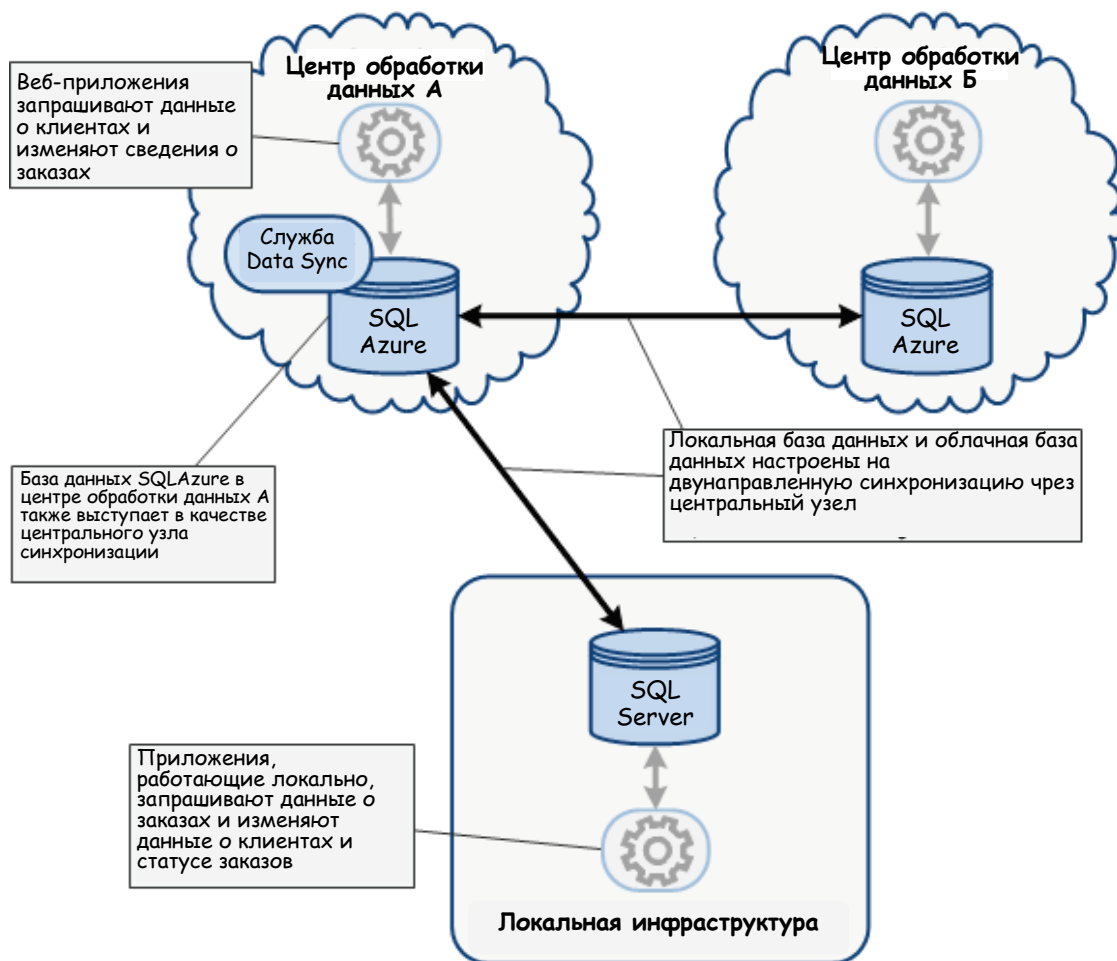 Центр обработки
данных А
Центр обработки
данных Б
Веб-приложения
запрашивают данные
о клиентах и
изменяют сведения о
заказах
Служба
Data Sync
SQL
Azure
SQL
Azure
База данных SQLAzure в
центре обработки данных А
также выступает в качестве
центрального узла
синхронизации
Локальная база данных и облачная база
данных настроены на
двунаправленную синхронизацию чрез
центральный узел
SQL
Server
Приложения,
работающие локально,
запрашивают данные о
заказах и изменяют
данные о клиентах и
статусе заказов
Локальная инфраструктура